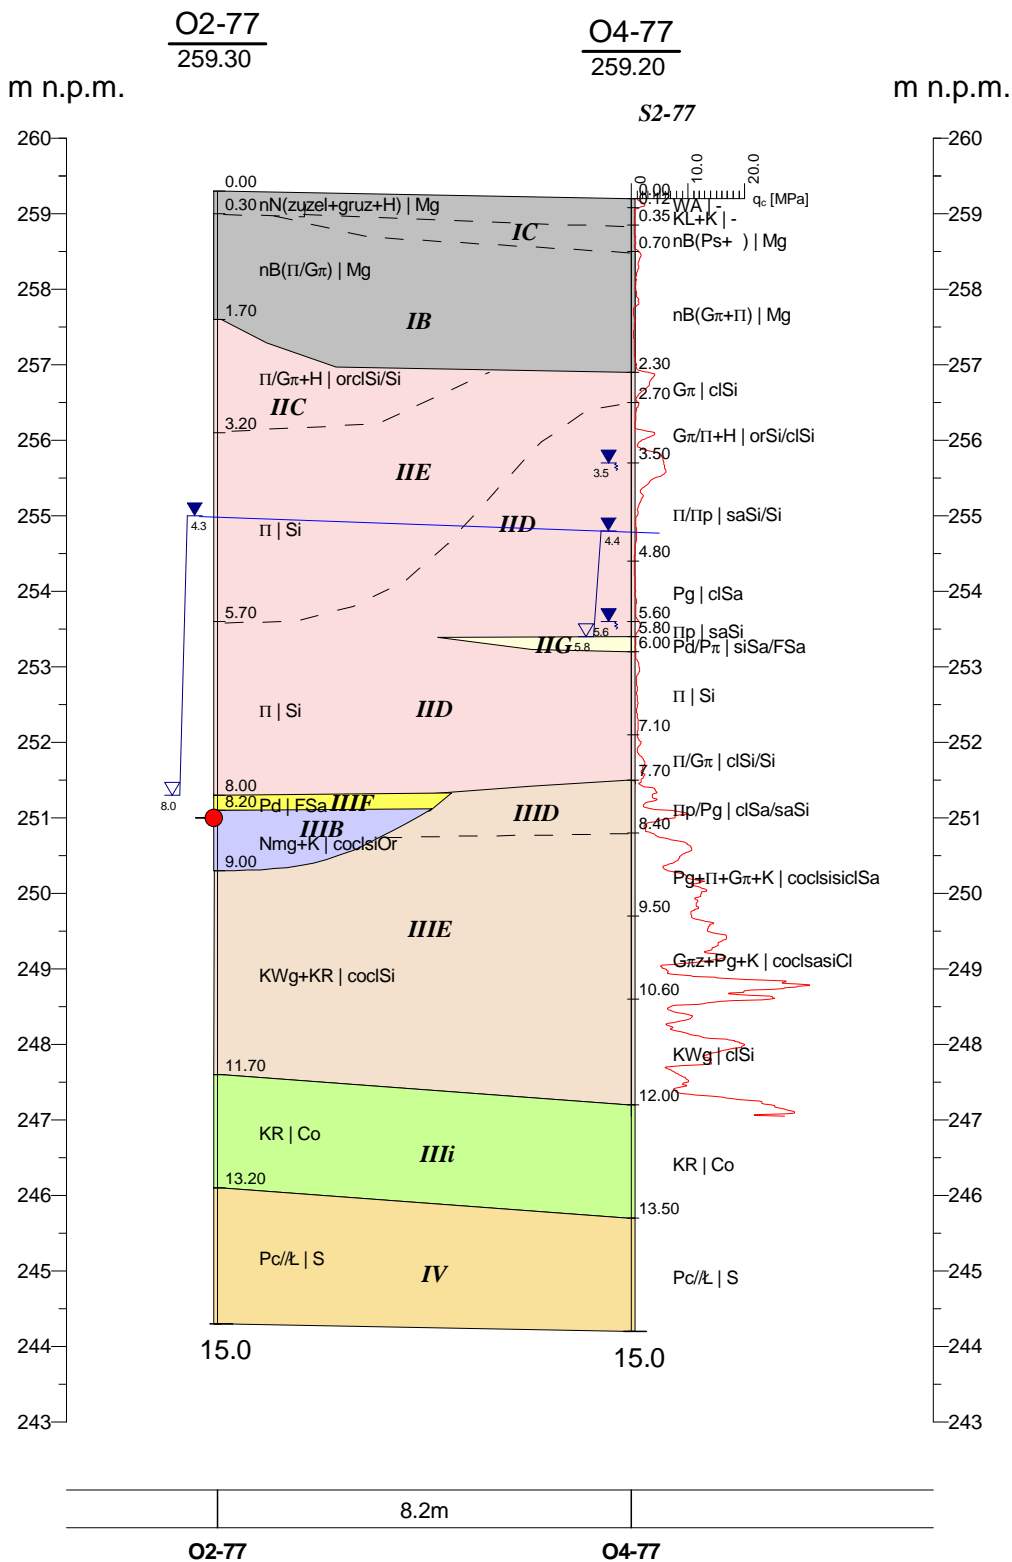 O2-77
259.30
O4-77
259.20
m n.p.m.
m n.p.m.
S2-77
0
10.0
20.0
qc [MPa]
260
259
258
257
256
255
254
253
252
251
250
249
248
247
246
245
244
243
260
259
258
257
256
255
254
253
252
251
250
249
248
247
246
245
244
243
0.00
0.30
1.70
3.20
5.70
8.00
8.20
9.00
11.70
13.20
15.0
nN(zuzel+gruz+H) | Mg
nB(Π/Gπ) | Mg
Π/Gπ+H | orclSi/Si
Π | Si
Π | Si
Pd | FSa
Nmg+K | coclsiOr
KWg+KR | coclSi
KR | Co
Pc//Ł | S
IC
IB
IIC
IIE
IID
IIG
IID
IIIF
IIIB
IIID
IIIE
IIIi
IV
4.3
8.0
3.5
4.4
5.6
5.8
0.00
0.12
0.35
0.70
2.30
2.70
3.50
4.80
5.60
5.80
6.00
7.10
7.70
8.40
9.50
10.60
12.00
13.50
15.0
WA | -
KL+K | -
nB(Ps+ ) | Mg
nB(Gπ+Π) | Mg
Gπ | clSi
Gπ/Π+H | orSi/clSi
Π/Πp | saSi/Si
Pg | clSa
Πp | saSi
Pd/Pπ | siSa/FSa
Π | Si
Π/Gπ | clSi/Si
Πp/Pg | clSa/saSi
Pg+Π+Gπ+K | coclsisiclSa
Gπz+Pg+K | coclsasiCl
KWg | clSi
KR | Co
Pc//Ł | S
8.2m
O2-77
O4-77